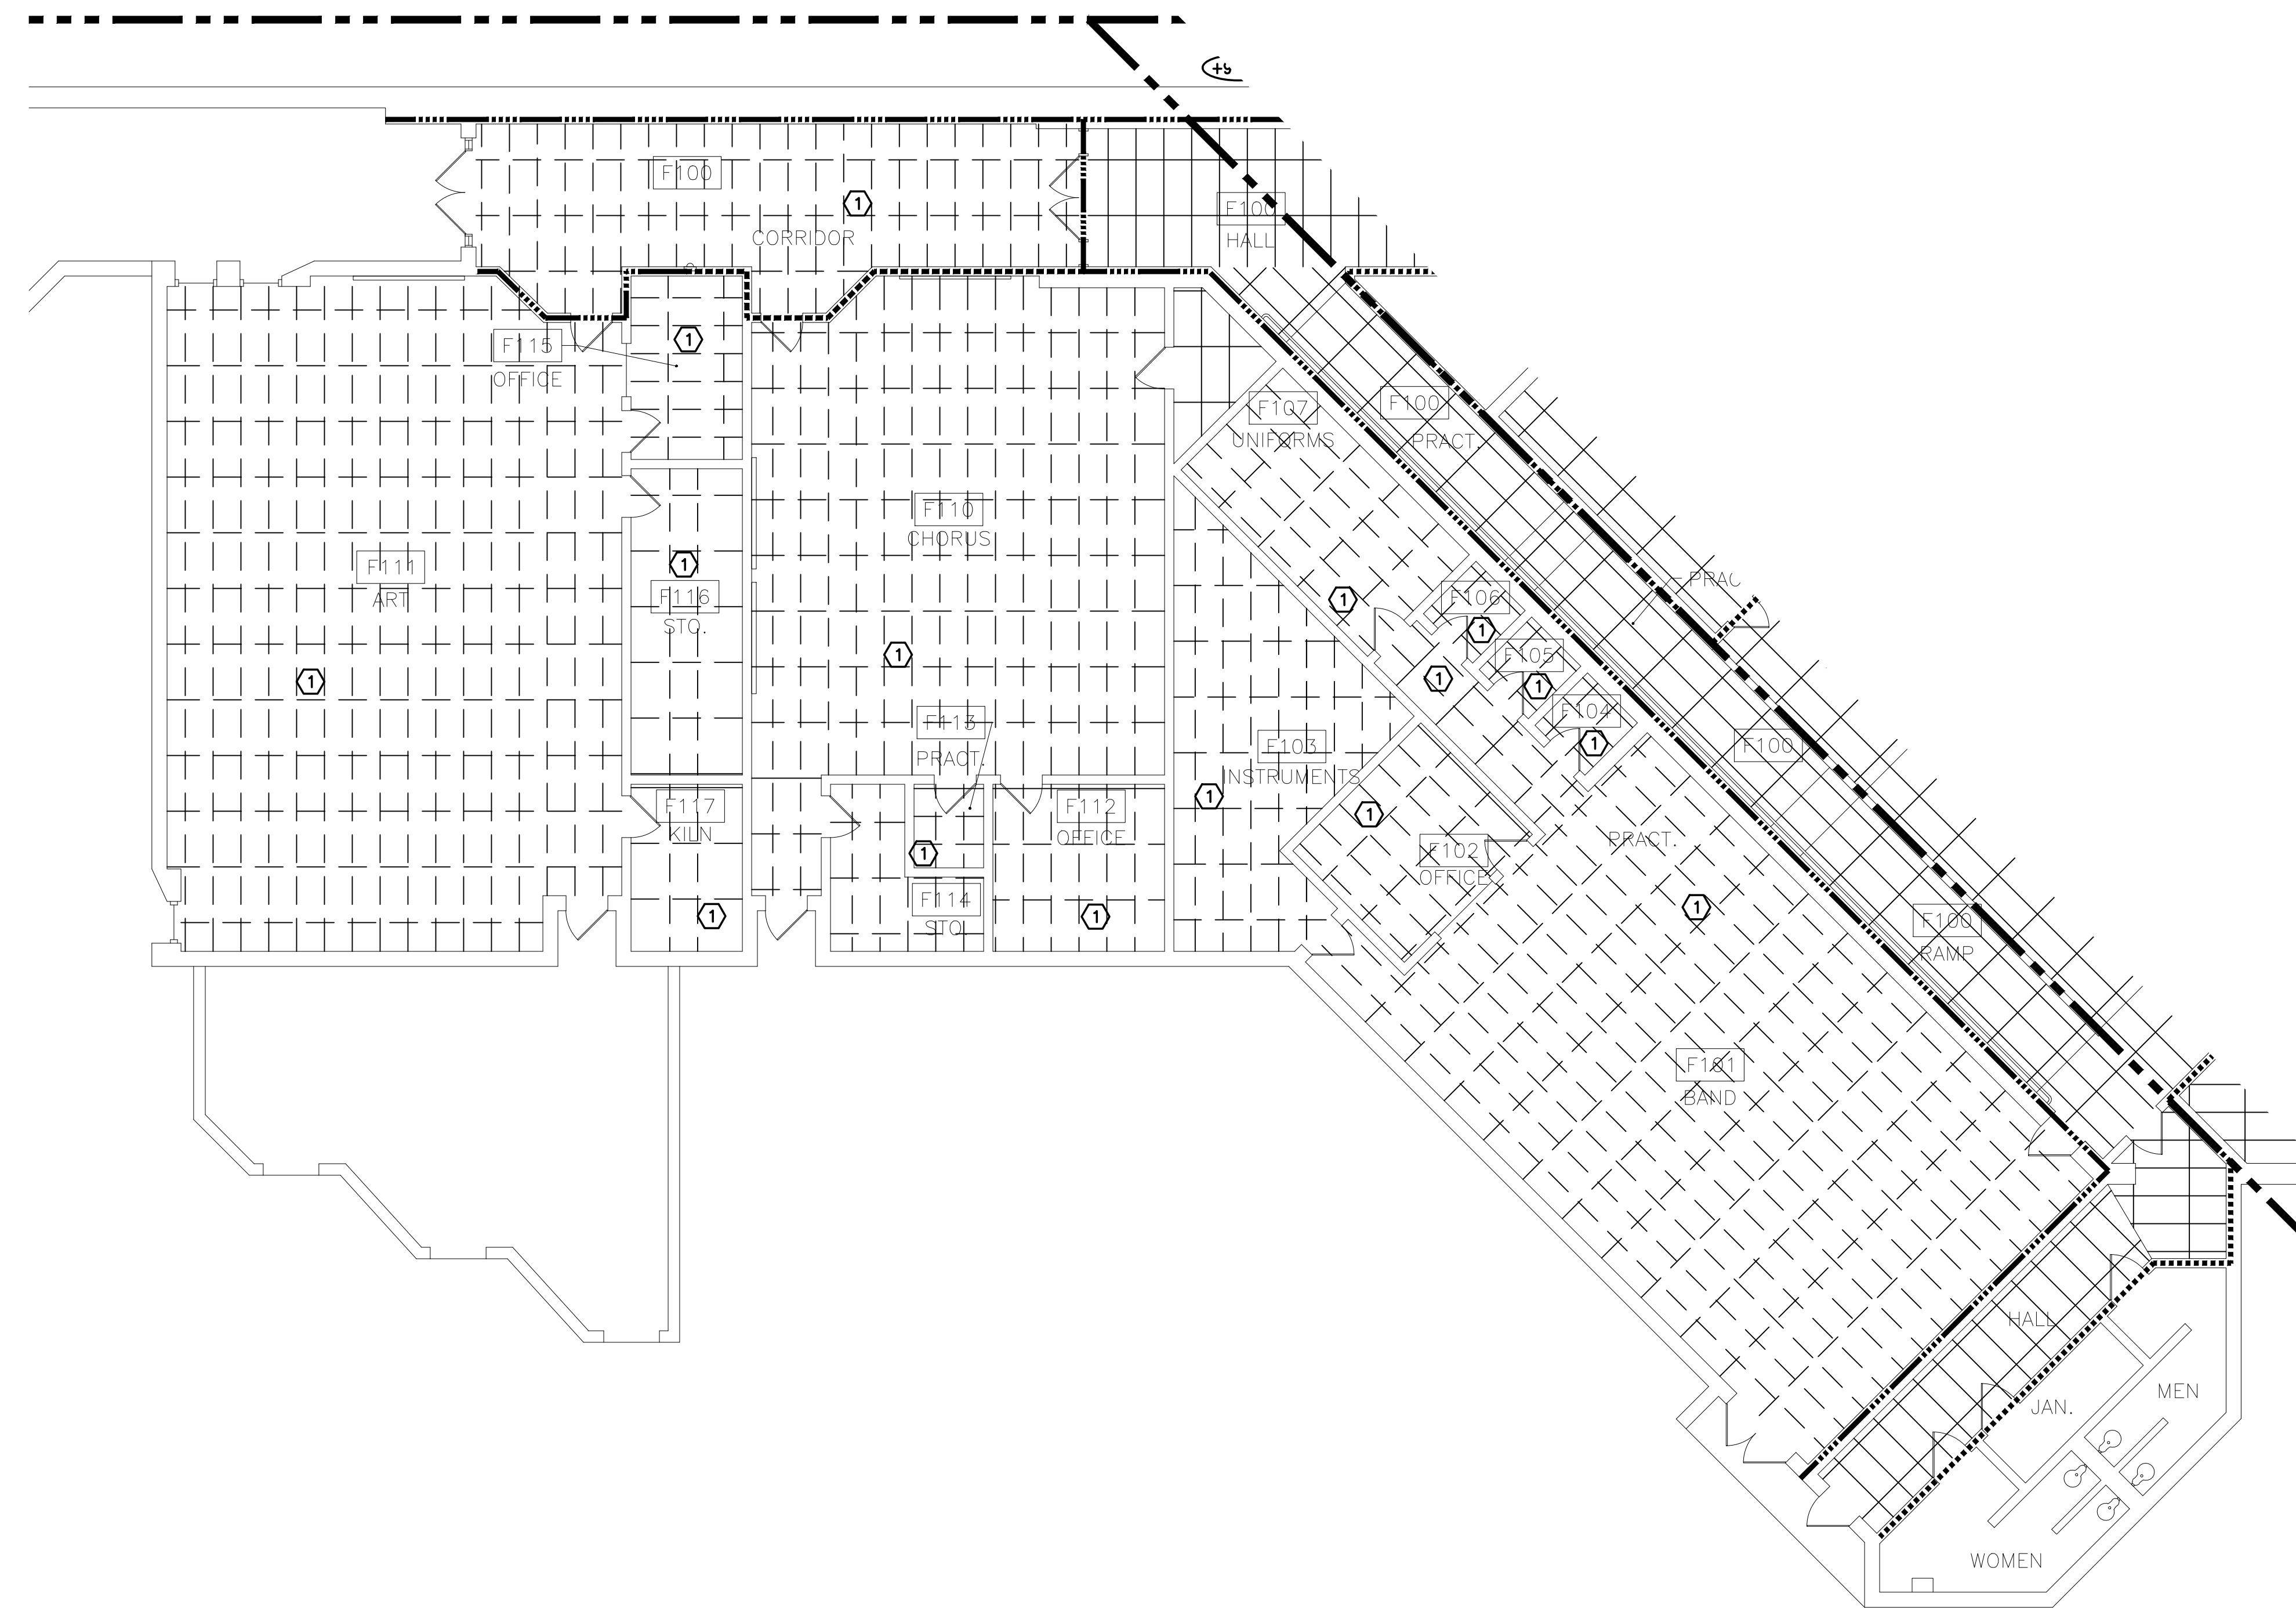 F100
1
CORRIDOR
F100
HALL
1
F115
OFFICE
F107
UNIFORMS
F100
PRACT.
F110
CHORUS
F111
ART
1
F116
STO.
1
F106
1
PRAC
F105
1
1
F104
1
1
1
F113
PRACT.
F103
INSTRUMENTS
1
F100
F117
KILN
F112
OFFICE
1
F102
OFFICE
PRACT.
1
F114
STO.
1
1
1
F100
RAMP
F101
BAND
HALL
JAN.
MEN
WOMEN